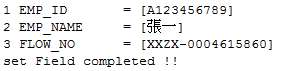 1 EMP_ID = [A123456789]
2 EMP_NAME = [張一]
3 FLOW_NO = [XXZX-0004615860]
set Field completed !!